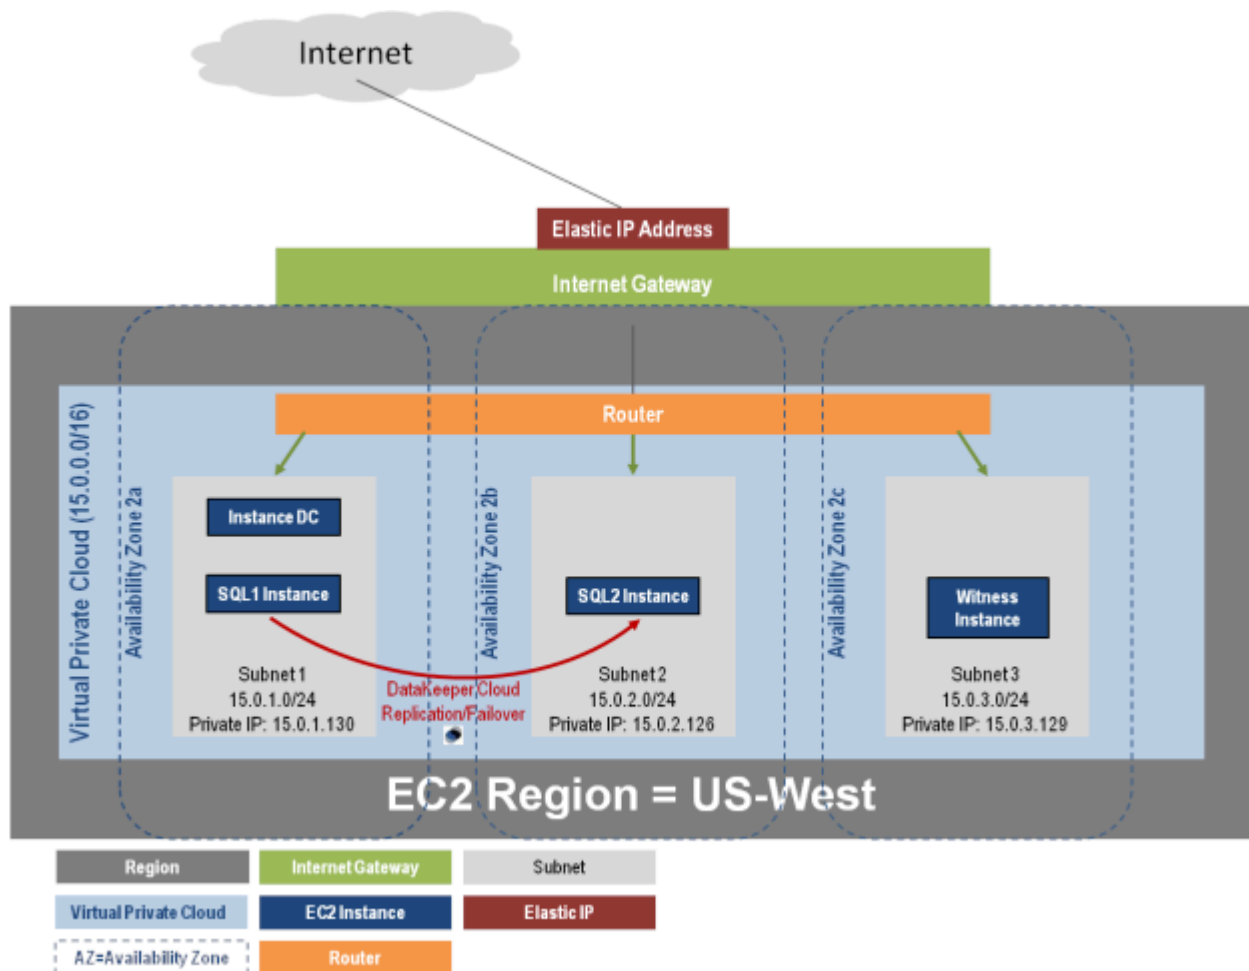 Internet
Elastic IP Address
Internet Gateway
Router
Virtual Private Cloud (15.0.0.0/16)
Availability Zone 2a
Instance DC
SQL1 Instance
Subnet 1
15.0.1.0/24
Private IP: 15.0.1.130
DataKeeper Cloud
Replication/Failover
Availability Zone 2b
SQL2 Instance
Subnet 2
15.0.2.0/24
Private IP: 15.0.2.126
Availability Zone 2c
Witness
Instance
Subnet 3
15.0.3.0/24
Private IP: 15.0.3.129
EC2 Region = US-West
Region
Internet Gateway
Subnet
Virtual Private Cloud
EC2 Instance
Elastic IP
AZ=Availability Zone
Router